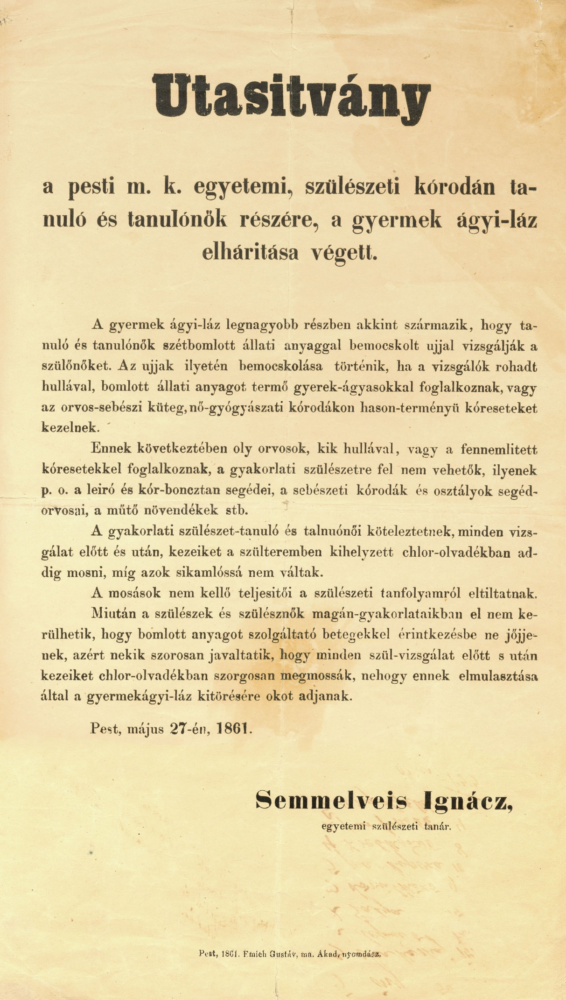 Utasitvány
a pesti m. k. egyetemi, szülészeti kórodán ta-
nuló és tanulónők részére, a gyermek ágyi-láz
elháritása végett.
A gyermek ágyi-láz legnagyobb részben akkint származik, hogy ta-
nuló és tanulónők szétbomlott állati anyaggal bemocskolt ujjal vizsgálják a
szülőnőket. Az ujjak ilyetén bemocskolása történik, ha a vizsgálók rohadt
hullával, bomlott állati anyagot termő gyerek-ágyasokkal foglalkoznak, vagy
az orvos-sebészi küteg, nő-gyógyászati kórodákon hason-terményü kóreseteket
kezelnek.
Ennek következtében oly orvosok, kik hullával, vagy a fennemlitett
kóresetekkel foglalkoznak, a gyakorlati szülészetre fel nem vehetők, ilyenek
p. o. a leiró és kór-boncztan segédei, a sebészeti kórodák és osztályok segéd-
orvosai, a műtő növendékek stb.
A gyakorlati szülészet-tanuló és talnuónői köteleztetnek, minden vizs-
gálat előtt és után, kezeiket a szülteremben kihelyzett chlor-olvadékban ad-
dig mosni, míg azok sikamlóssá nem váltak.
A mosások nem kellő teljesitői a szülészeti tanfolyamról eltiltatnak.
Miután a szülészek és szülésznők magán-gyakorlataikban el nem ke-
rülhetik, hogy bomlott anyagot szolgáltató betegekkel érintkezésbe ne jőjje-
nek, azért nekik szorosan javaltatik, hogy minden szül-vizsgálat előtt s után
kezeiket chlor-olvadékban szorgosan megmossák, nehogy ennek elmulasztása
által a gyermekágyi-láz kitörésére okot adjanak.
Pest, május 27-én, 1861.
Semmelveis Ignácz,
egyetemi szülészeti tanár.
Pest, 1861. Emich Gustáv, ma. Akad. nyomdász.